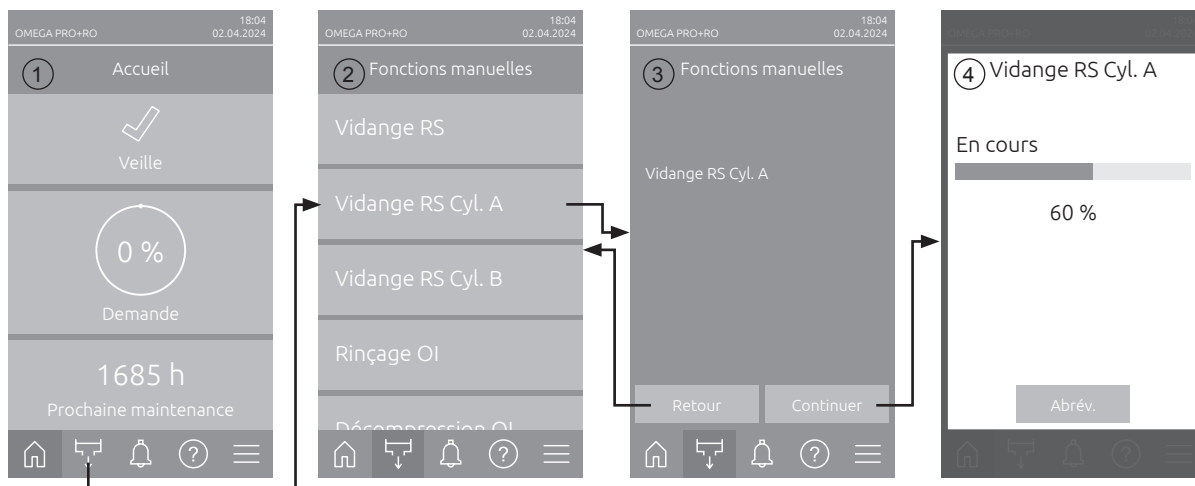 18:04
OMEGA PRO+RO 02.04.2024
1 Accueil
Veille
0 %
Demande
1685 h
Prochaine maintenance
?
18:04
OMEGA PRO+RO 02.04.2024
2 Fonctions manuelles
Vidange RS
Vidange RS Cyl. A
Vidange RS Cyl. B
Rinçage OI
Décompression OI
?
18:04
OMEGA PRO+RO 02.04.2024
3 Fonctions manuelles
Vidange RS Cyl. A
Retour Continuer
?
OMEGA PRO+RO
4 Vidange RS Cyl. A
En cours
60 %
Abrév.
?